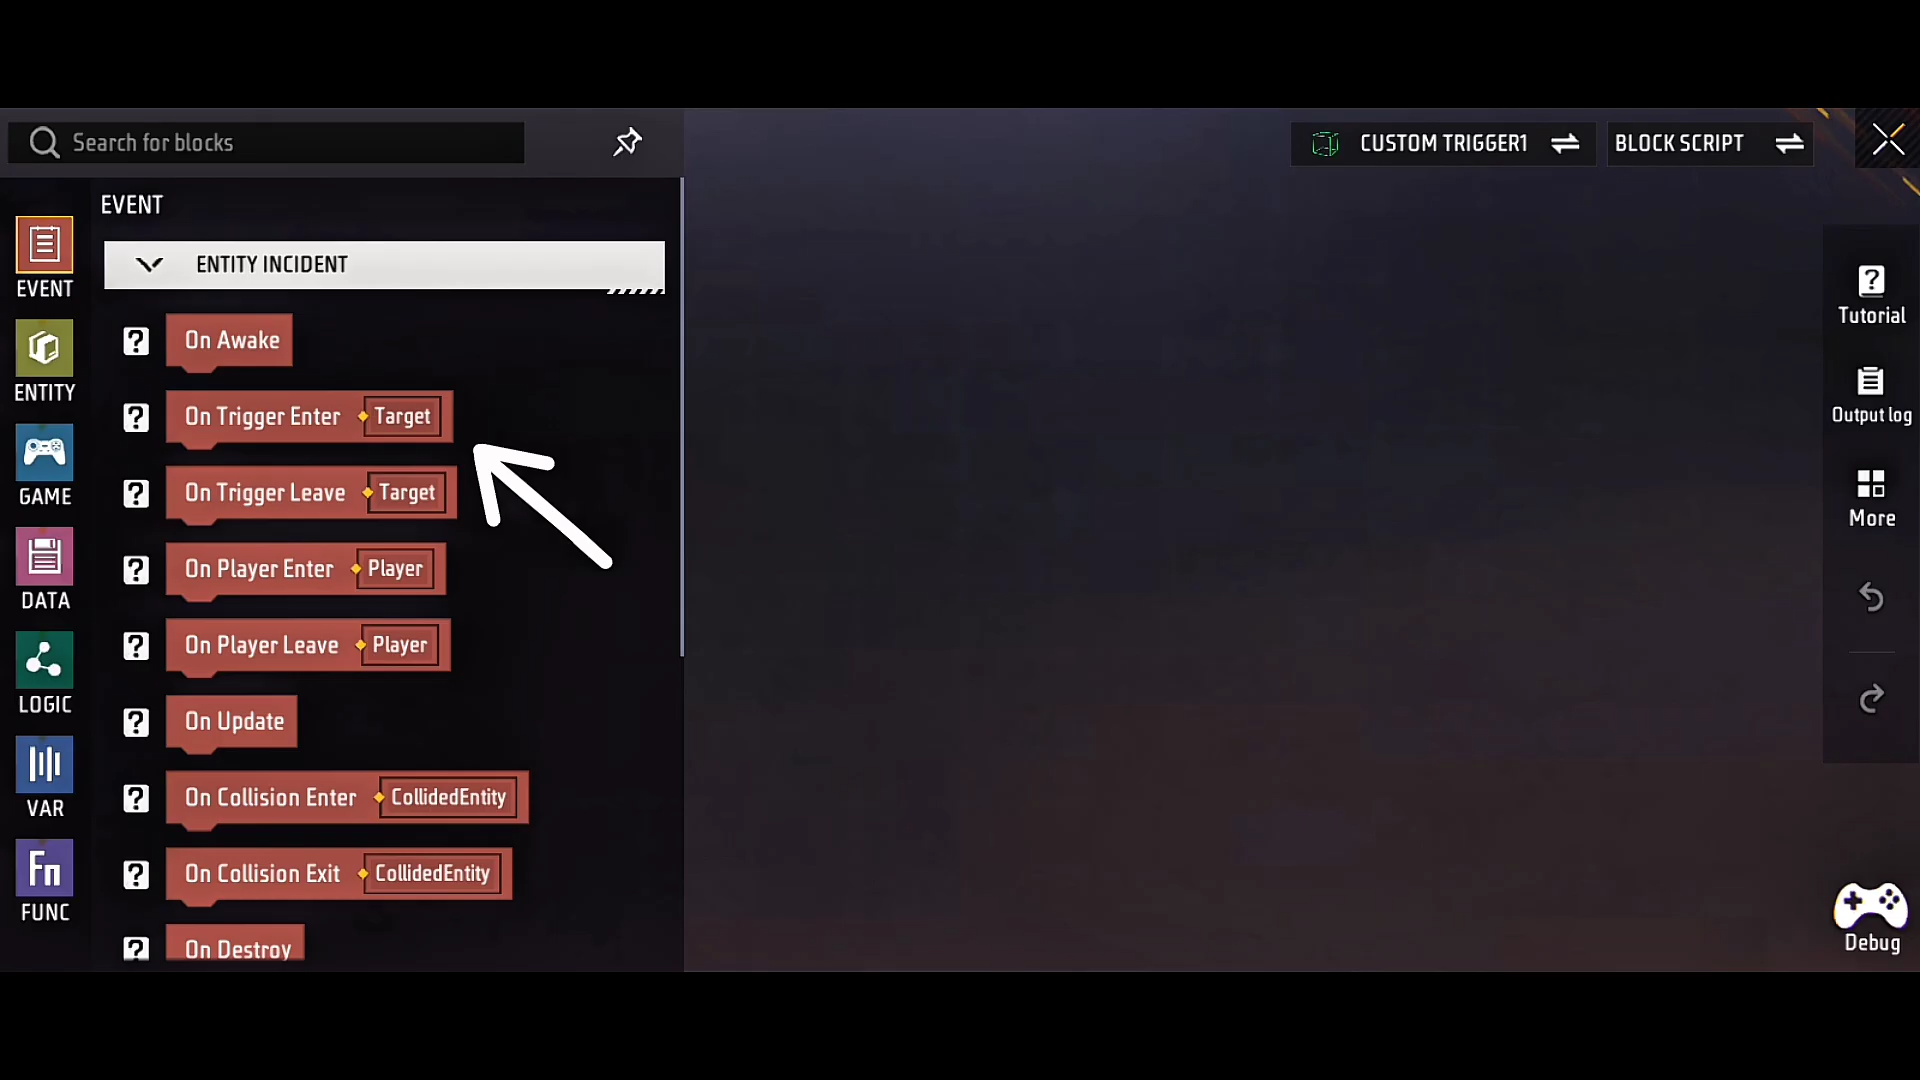 Search for blocks
CUSTOM TRIGGER1
BLOCK SCRIPT
EVENT
ENTITY
GAME
DATA
LOGIC
VAR
Fn
FUNC
EVENT
ENTITY INCIDENT
? On Awake
? On Trigger Enter Target
? On Trigger Leave Target
? On Player Enter Player
? On Player Leave Player
? On Update
? On Collision Enter CollidedEntity
? On Collision Exit CollidedEntity
? On Destroy
?
Tutorial
Output log
More
Debug